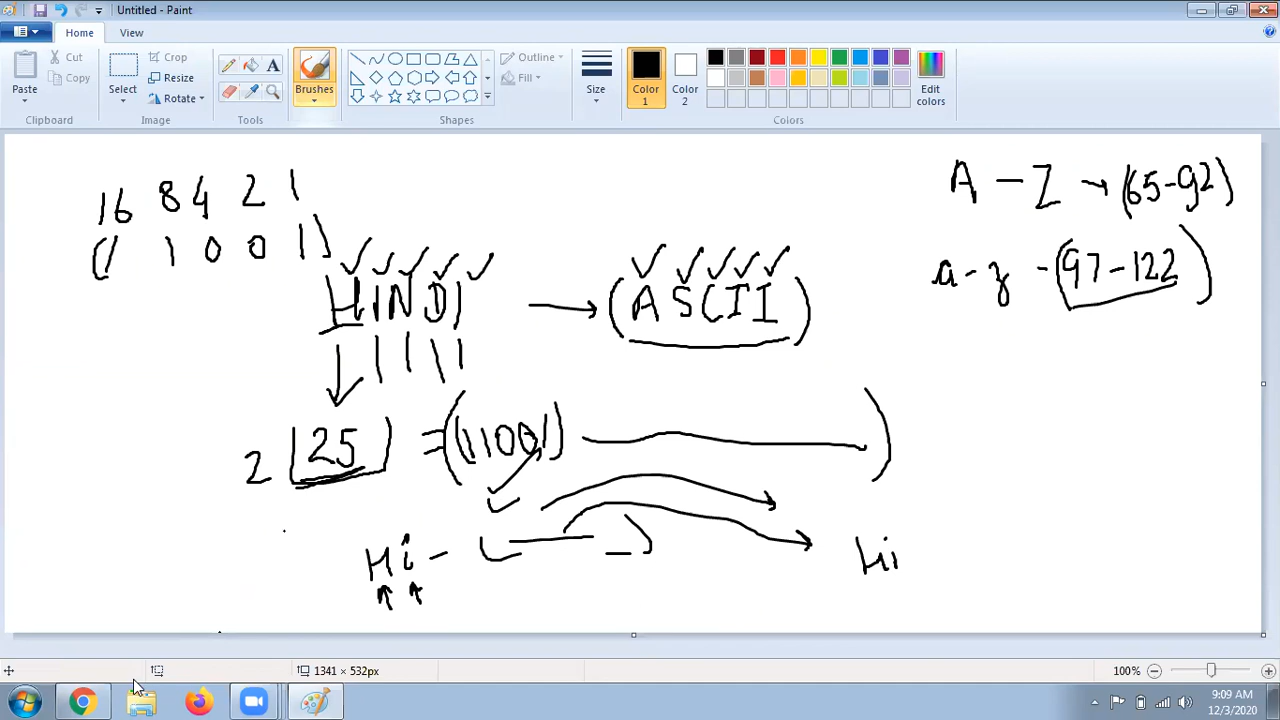 Untitled - Paint
Home View
Paste
Cut
Copy
Clipboard
Select
Crop
Resize
Rotate
Image
A
Tools
Brushes
Shapes
Outline
Fill
Size
Color 1
Color 2
Edit colors
Colors
16 8 4 2 1
(1 1 0 0 1)
A - Z → (65-92)
a - z - (97-122)
HINDI → (ASCII)
2 25 = ((11001) )
Hi - Hi
1341 × 532px
100%
9:09 AM
12/3/2020